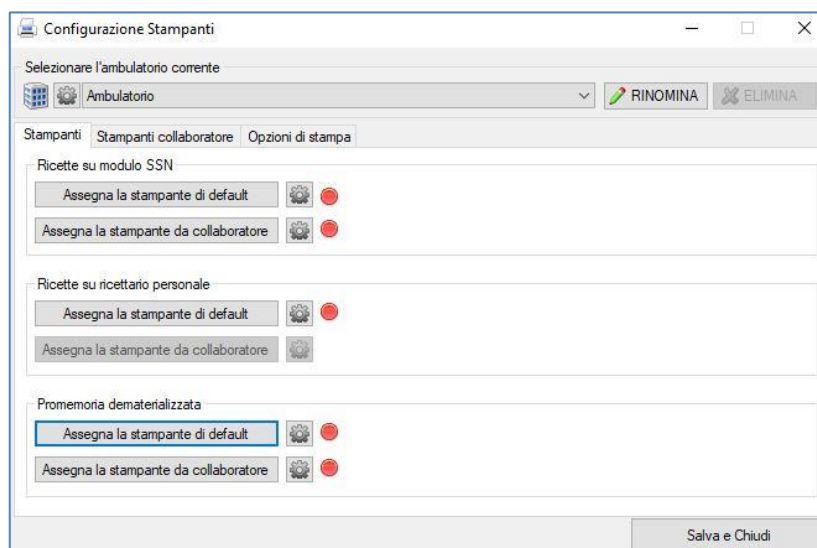 Configurazione Stampanti
Selezionare l'ambulatorio corrente
Ambulatorio
RINOMINA
ELIMINA
Stampanti
Stampanti collaboratore
Opzioni di stampa
Ricette su modulo SSN
Assegna la stampante di default
Assegna la stampante da collaboratore
Ricette su ricettario personale
Assegna la stampante di default
Assegna la stampante da collaboratore
Promemoria dematerializzata
Assegna la stampante di default
Assegna la stampante da collaboratore
Salva e Chiudi